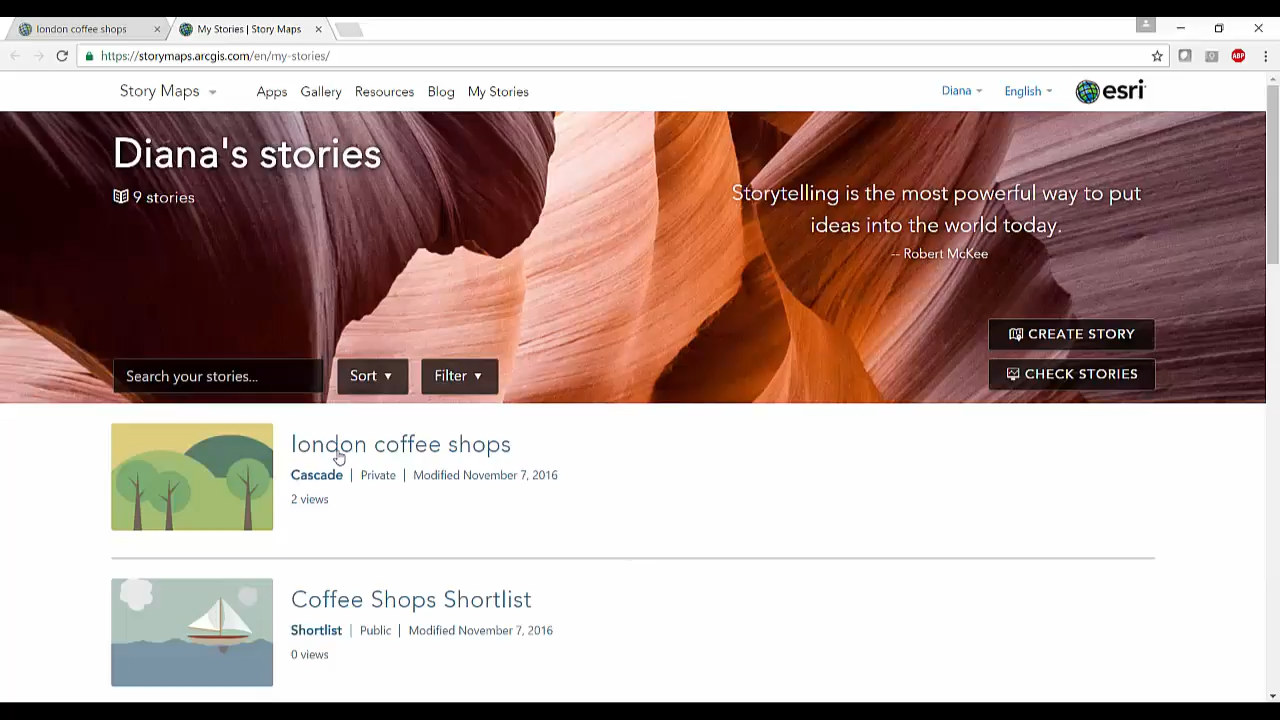 london coffee shops
My Stories | Story Maps
https://storymaps.arcgis.com/en/my-stories/
ABP
Story Maps
Apps
Gallery
Resources
Blog
My Stories
Diana
English
esri
Diana's stories
9 stories
Storytelling is the most powerful way to put
ideas into the world today.
-- Robert McKee
CREATE STORY
Search your stories...
Sort
Filter
CHECK STORIES
london coffee shops
Cascade | Private | Modified November 7, 2016
2 views
Coffee Shops Shortlist
Shortlist | Public | Modified November 7, 2016
0 views